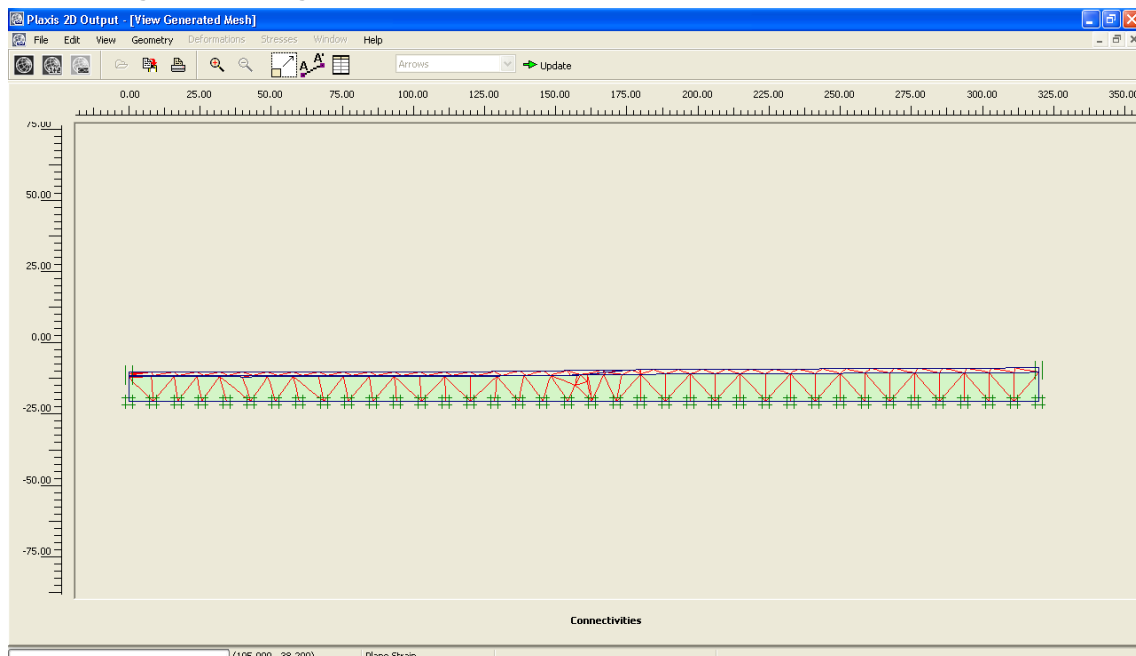 Plaxis 2D Output - [View Generated Mesh]
File Edit View Geometry Deformations Stresses Window Help
Arrows Update
0.00 25.00 50.00 75.00 100.00 125.00 150.00 175.00 200.00 225.00 250.00 275.00 300.00 325.00 350.00
75.00
50.00
25.00
0.00
-25.00
-50.00
-75.00
Connectivities
Plane Strain